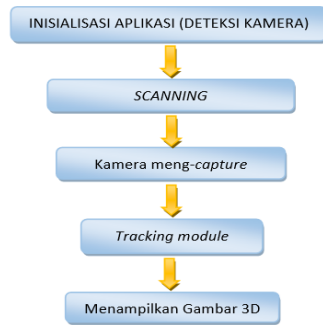 INISIALISASI APLIKASI (DETEKSI KAMERA)
SCANNING
Kamera meng-capture
Tracking module
Menampilkan Gambar 3D